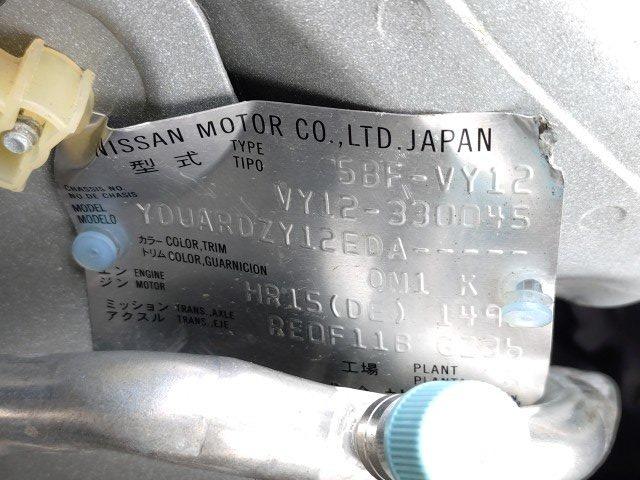 NISSAN MOTOR CO.,LTD.JAPAN
型式 TYPE TIPO 5BF-VY12
CHASSIS NO. NO.DE CHASIS VY12-330045
MODEL MODELO YDUARDZY12EDA-----
カラー COLOR,TRIM
トリム COLOR,GUARNICION QM1 K
エンジン ENGINE MOTOR HR15(DE)
ミッション TRANS.,AXLE
アクスル TRANS.,EJE RE0F11B
工場 PLANT